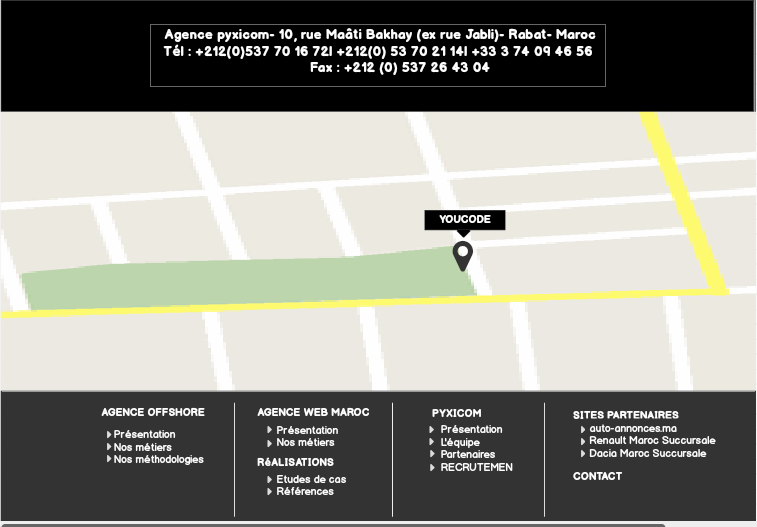 Agence pyxicom- 10, rue Maâti Bakhay (ex rue Jabli)- Rabat- Maroc
Tél : +212(0)537 70 16 72| +212(0) 53 70 21 14| +33 3 74 09 46 56
Fax : +212 (0) 537 26 43 04
YOUCODE
AGENCE OFFSHORE
Présentation
Nos métiers
Nos méthodologies
AGENCE WEB MAROC
Présentation
Nos métiers
RéALISATIONS
Etudes de cas
Références
PYXICOM
Présentation
L'équipe
Partenaires
RECRUTEMEN
SITES PARTENAIRES
auto-annonces.ma
Renault Maroc Succursale
Dacia Maroc Succursale
CONTACT